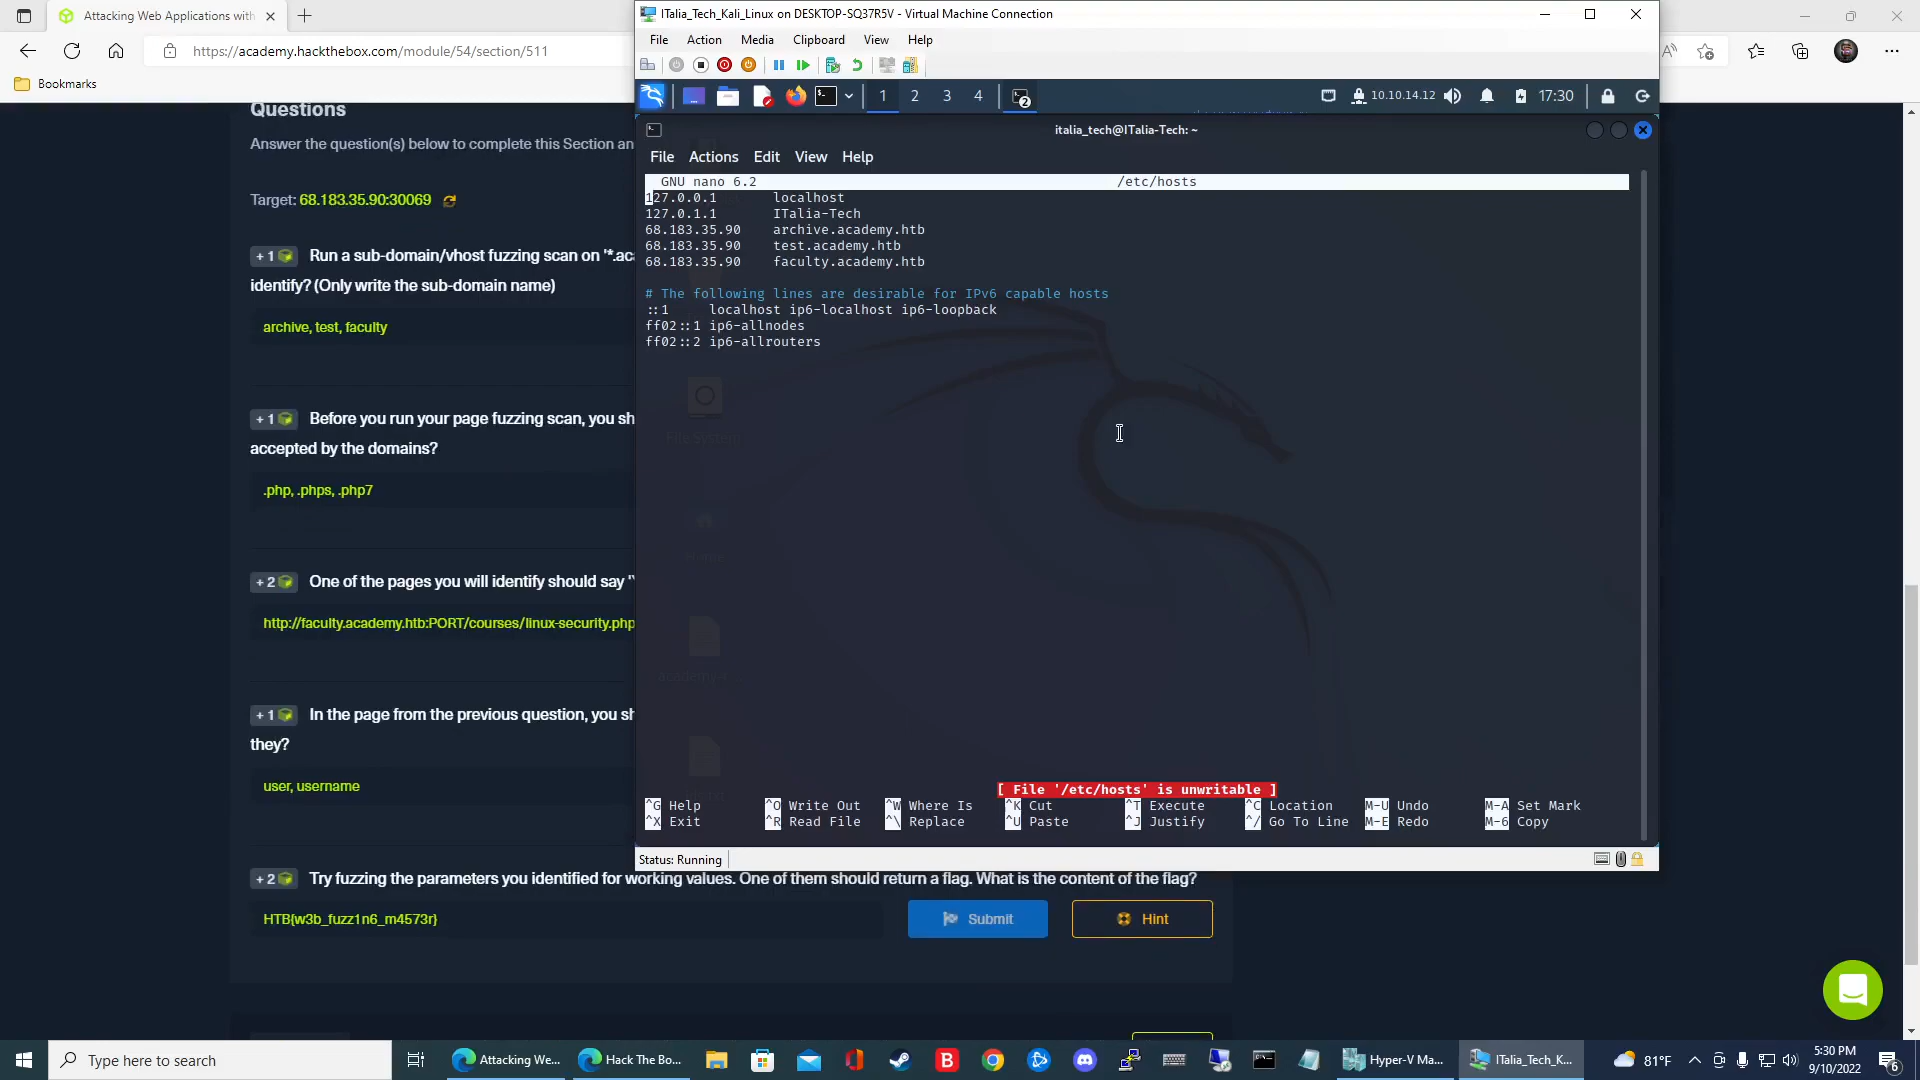 Attacking Web Applications with
https://academy.hackthebox.com/module/54/section/511
Bookmarks
Questions
Answer the question(s) below to complete this Section an
Target: 68.183.35.90:30069
+ 1 Run a sub-domain/vhost fuzzing scan on '*.aca
identify? (Only write the sub-domain name)
archive, test, faculty
+ 1 Before you run your page fuzzing scan, you sh
accepted by the domains?
.php, .phps, .php7
+ 2 One of the pages you will identify should say 'Y
http://faculty.academy.htb:PORT/courses/linux-security.php
+ 1 In the page from the previous question, you sh
they?
user, username
+ 2 Try fuzzing the parameters you identified for working values. One of them should return a flag. What is the content of the flag?
HTB{w3b_fuzz1n6_m4573r}
Submit
Hint
ITalia_Tech_Kali_Linux on DESKTOP-SQ37R5V - Virtual Machine Connection
File Action Media Clipboard View Help
1 2 3 4
2
10.10.14.12
17:30
italia_tech@ITalia-Tech: ~
File Actions Edit View Help
GNU nano 6.2 /etc/hosts
127.0.0.1 localhost
127.0.1.1 ITalia-Tech
68.183.35.90 archive.academy.htb
68.183.35.90 test.academy.htb
68.183.35.90 faculty.academy.htb
# The following lines are desirable for IPv6 capable hosts
::1 localhost ip6-localhost ip6-loopback
ff02::1 ip6-allnodes
ff02::2 ip6-allrouters
File System
Home
[ File '/etc/hosts' is unwritable ]
^G Help ^O Write Out ^W Where Is ^K Cut ^T Execute ^C Location M-U Undo M-A Set Mark
^X Exit ^R Read File ^\ Replace ^U Paste ^J Justify ^/ Go To Line M-E Redo M-6 Copy
Status: Running
Type here to search
Attacking We...
Hack The Bo...
Hyper-V Ma...
ITalia_Tech_K...
81°F
5:30 PM
9/10/2022
6